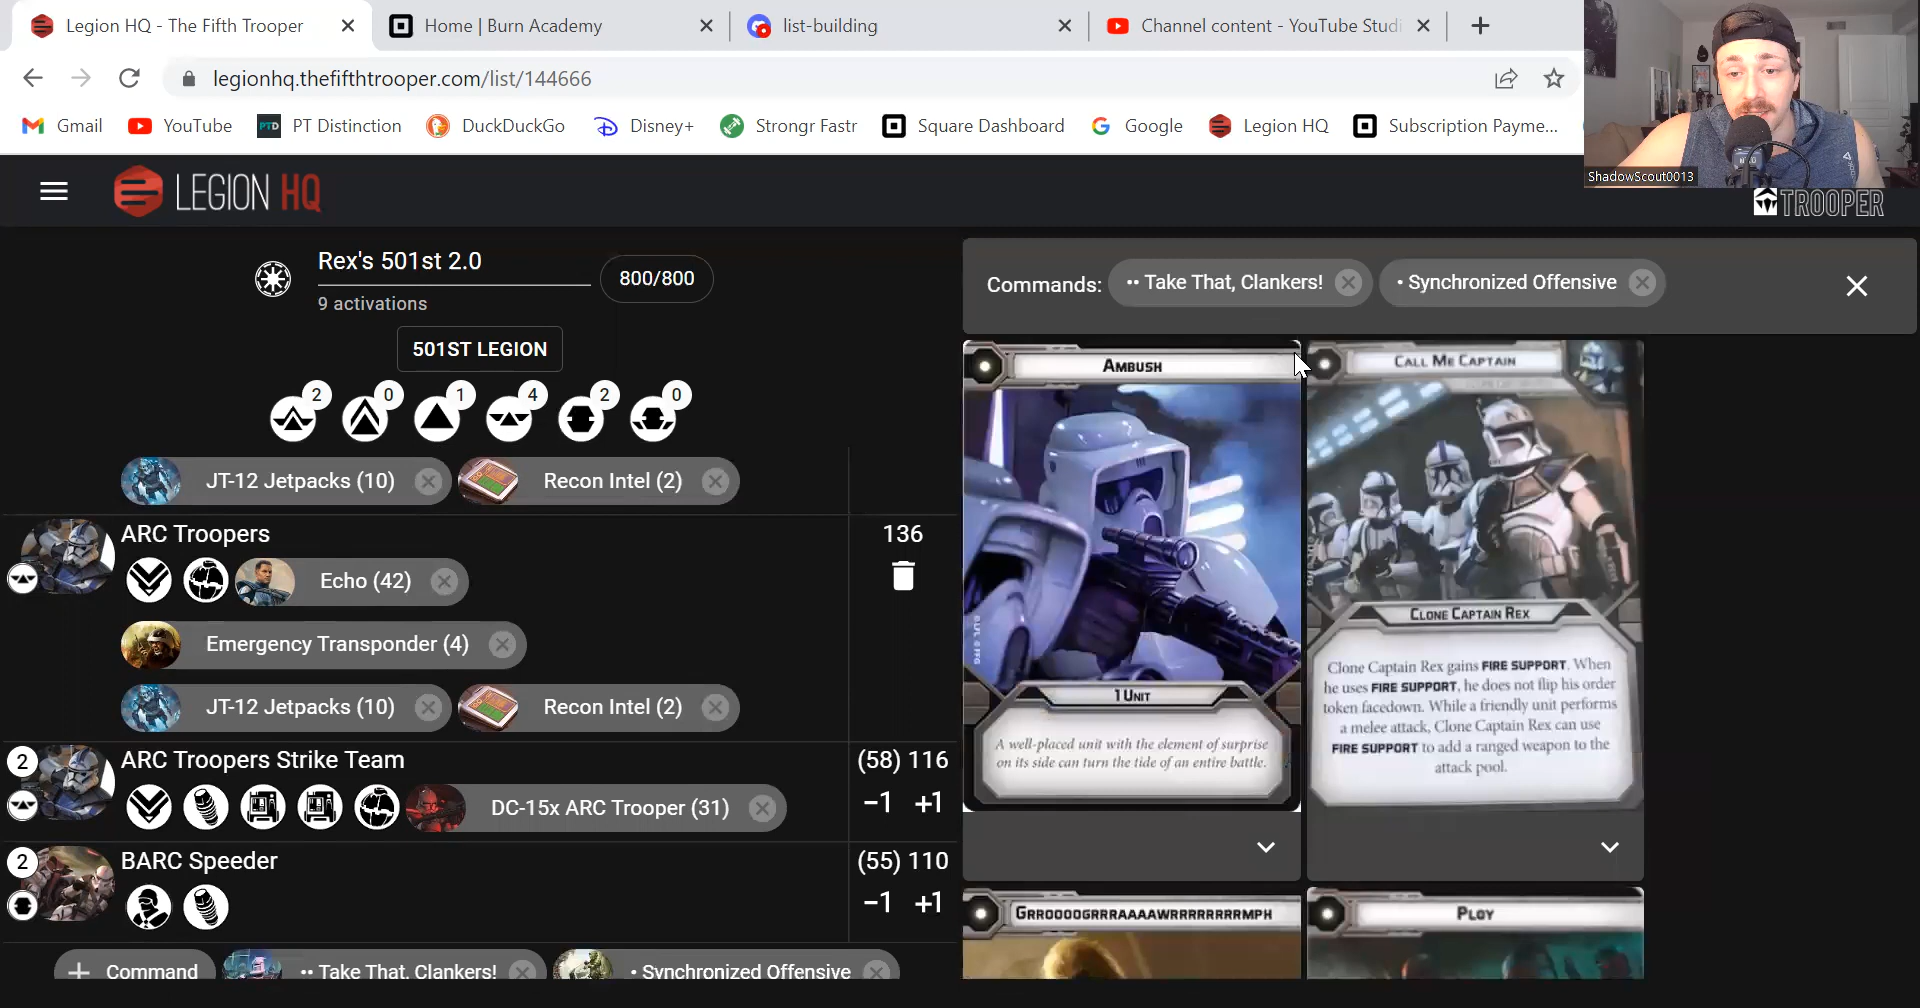 Legion HQ - The Fifth Trooper
Home | Burn Academy
list-building
Channel content - YouTube Studi
legionhq.thefifthtrooper.com/list/144666
Gmail
YouTube
PTD PT Distinction
DuckDuckGo
Disney+
Strongr Fastr
Square Dashboard
Google
Legion HQ
Subscription Payme...
ShadowScout0013
LEGION HQ
TROOPER
Rex's 501st 2.0
800/800
9 activations
501ST LEGION
2 0 1 4 2 0
JT-12 Jetpacks (10)
Recon Intel (2)
ARC Troopers
136
Echo (42)
Emergency Transponder (4)
JT-12 Jetpacks (10)
Recon Intel (2)
2
ARC Troopers Strike Team
(58) 116
DC-15x ARC Trooper (31)
−1 +1
2
BARC Speeder
(55) 110
−1 +1
+ Command
•• Take That, Clankers!
• Synchronized Offensive
Commands:
•• Take That, Clankers!
• Synchronized Offensive
AMBUSH
1 UNIT
A well-placed unit with the element of surprise
on its side can turn the tide of an entire battle.
CALL ME CAPTAIN
CLONE CAPTAIN REX
Clone Captain Rex gains FIRE SUPPORT. When
he uses FIRE SUPPORT, he does not flip his order
token facedown. While a friendly unit performs
a melee attack, Clone Captain Rex can use
FIRE SUPPORT to add a ranged weapon to the
attack pool.
GRROOOOGRRRAAAAWRRRRRRRRMPH
PLOY